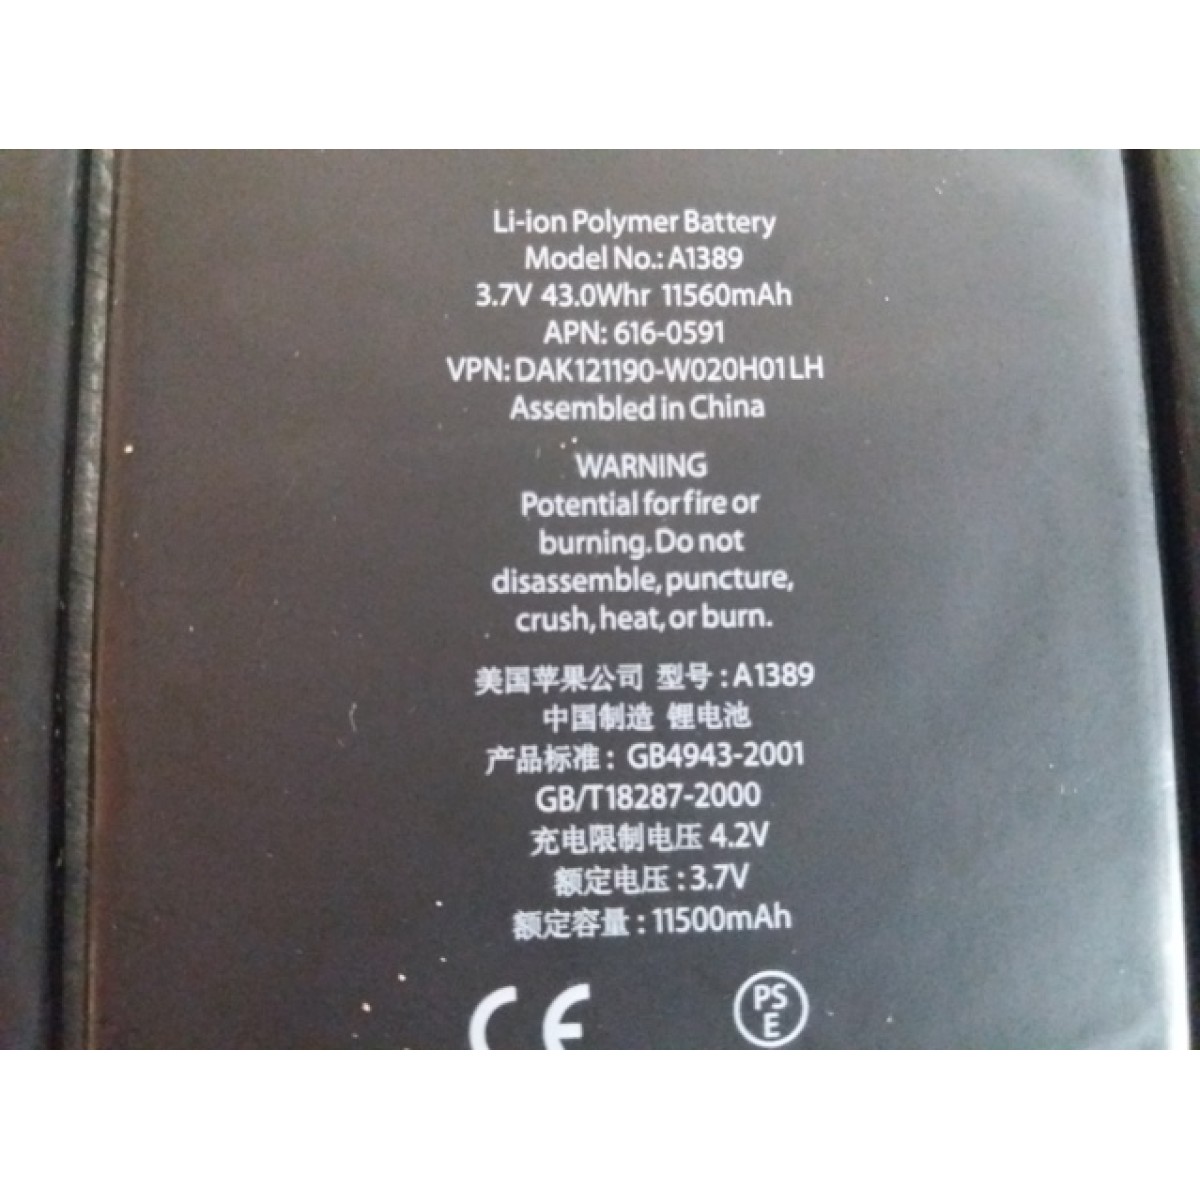 Li-ion Polymer Battery
Model No.: A1389
3.7V 43.0Whr 11560mAh
APN: 616-0591
VPN: DAK121190-W020H01LH
Assembled in China
WARNING
Potential for fire or
burning. Do not
disassemble, puncture,
crush, heat, or burn.
美国苹果公司 型号: A1389
中国制造 锂电池
产品标准: GB4943-2001
GB/T18287-2000
充电限制电压 4.2V
额定电压: 3.7V
额定容量: 11500mAh
CE PS
E